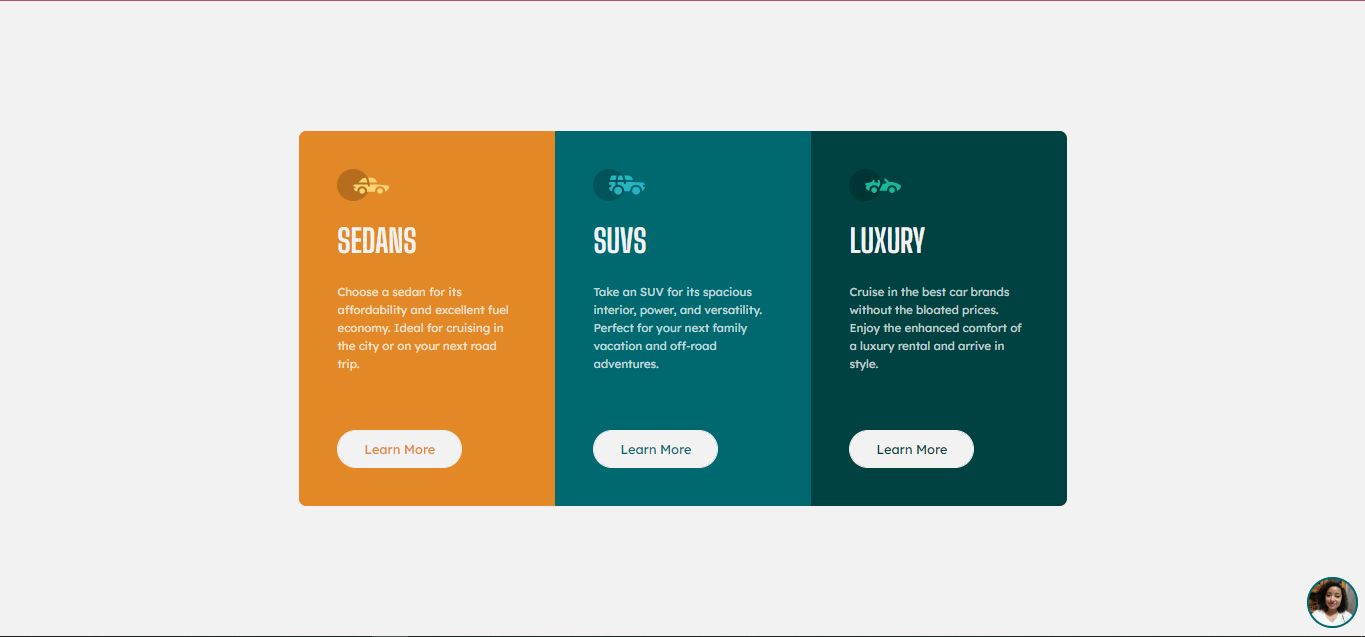 SEDANS
Choose a sedan for its
affordability and excellent fuel
economy. Ideal for cruising in
the city or on your next road
trip.
Learn More
SUVS
Take an SUV for its spacious
interior, power, and versatility.
Perfect for your next family
vacation and off-road
adventures.
Learn More
LUXURY
Cruise in the best car brands
without the bloated prices.
Enjoy the enhanced comfort of
a luxury rental and arrive in
style.
Learn More